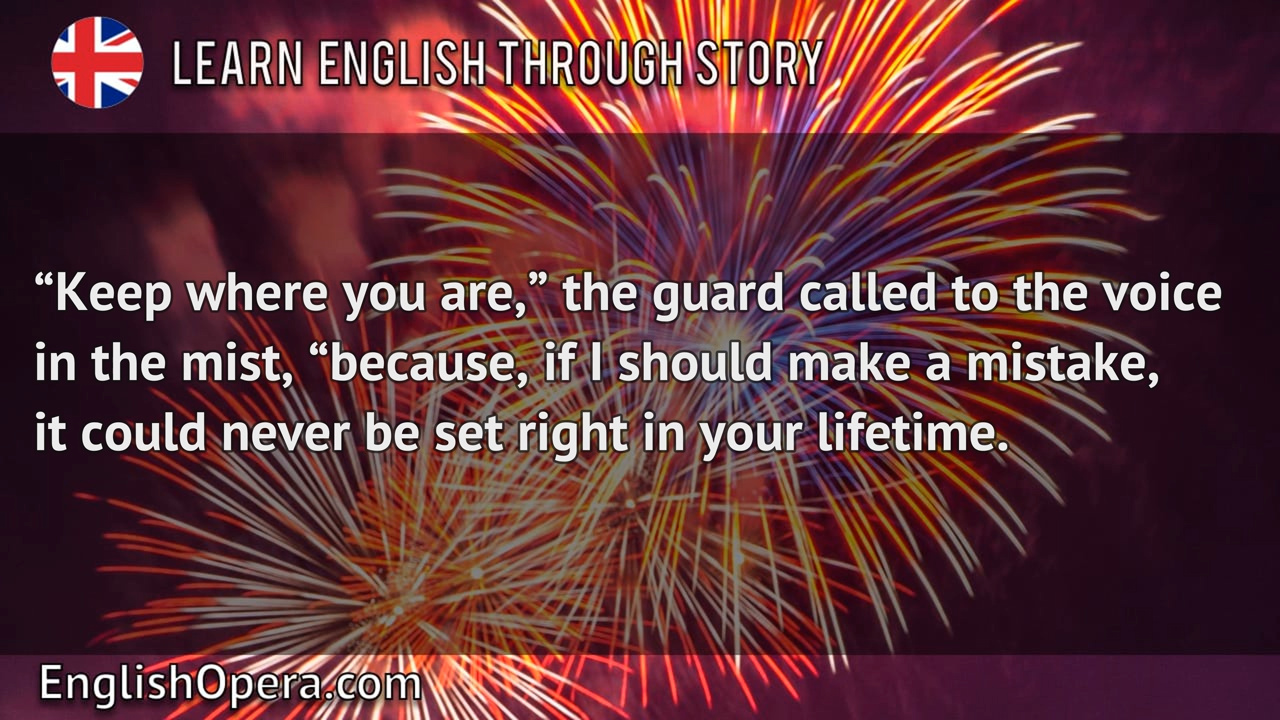 LEARN ENGLISH THROUGH STORY
“Keep where you are,” the guard called to the voice
in the mist, “because, if I should make a mistake,
it could never be set right in your lifetime.
EnglishOpera.com